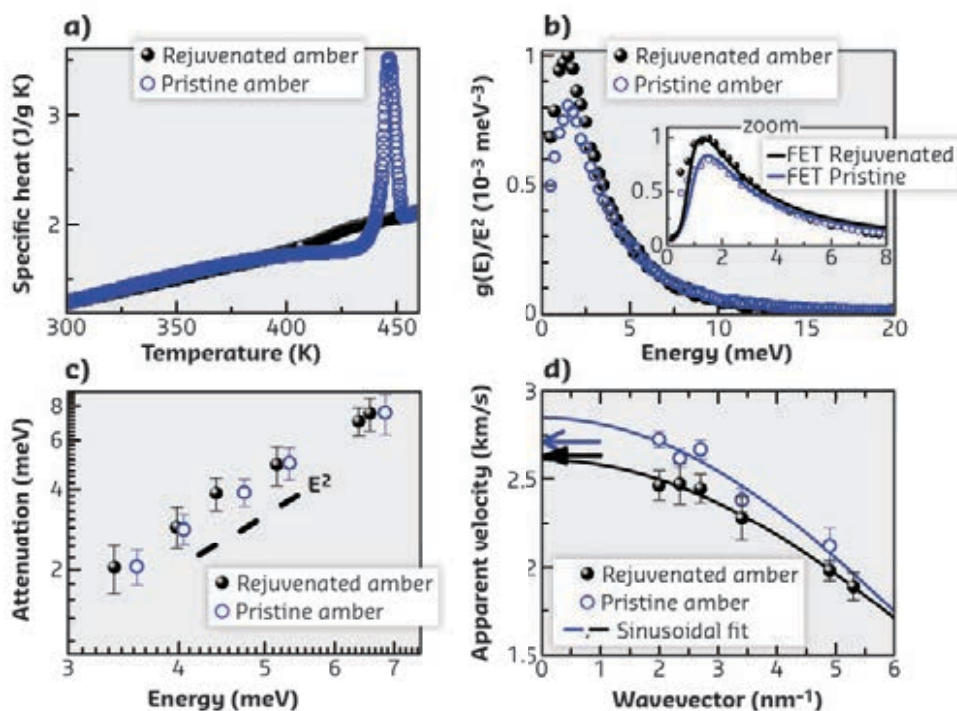 a)
Rejuvenated amber
Pristine amber
Specific heat (J/g K)
3
2
300
350
400
450
Temperature (K)
b)
Rejuvenated amber
Pristine amber
g(E)/E² (10⁻³ meV⁻³)
1
0.5
0
zoom
FET Rejuvenated
FET Pristine
1
0.5
0
0
2
4
6
8
0
5
10
15
20
Energy (meV)
c)
Attenuation (meV)
8
6
4
2
E²
Rejuvenated amber
Pristine amber
3
4
5
6
7
Energy (meV)
d)
Apparent velocity (km/s)
3
2.5
2
1.5
Rejuvenated amber
Pristine amber
Sinusoidal fit
0
1
2
3
4
5
6
Wavevector (nm⁻¹)